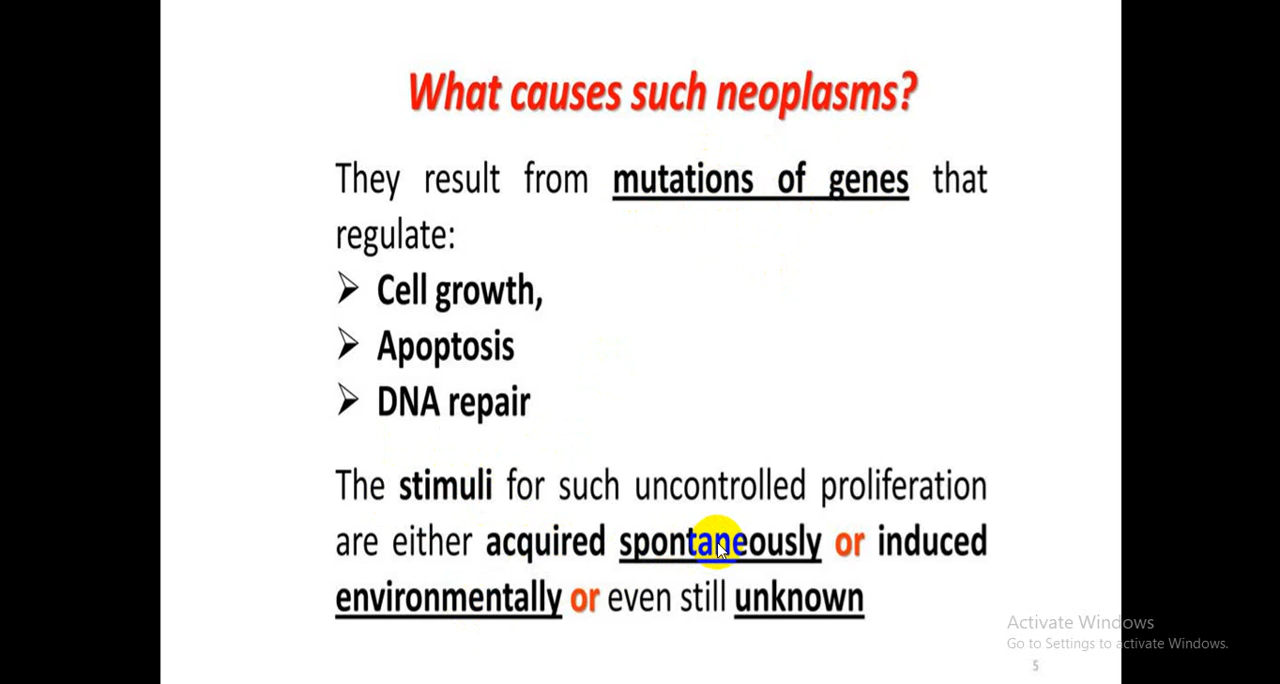 What causes such neoplasms?
They result from mutations of genes that
regulate:
➢ Cell growth,
➢ Apoptosis
➢ DNA repair
The stimuli for such uncontrolled proliferation
are either acquired spontaneously or induced
environmentally or even still unknown
Activate Windows
Go to Settings to activate Windows.
5